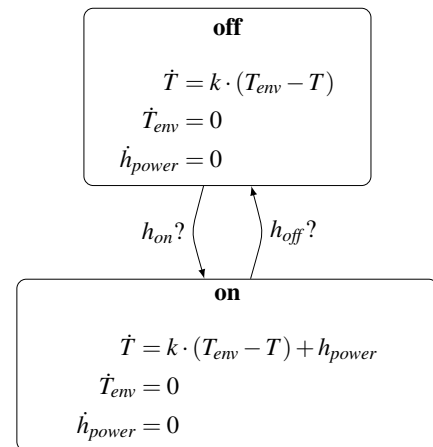 off
Ṫ = k · (T_env − T)
Ṫ_env = 0
ḣ_power = 0
h_on? h_off?
on
Ṫ = k · (T_env − T) + h_power
Ṫ_env = 0
ḣ_power = 0